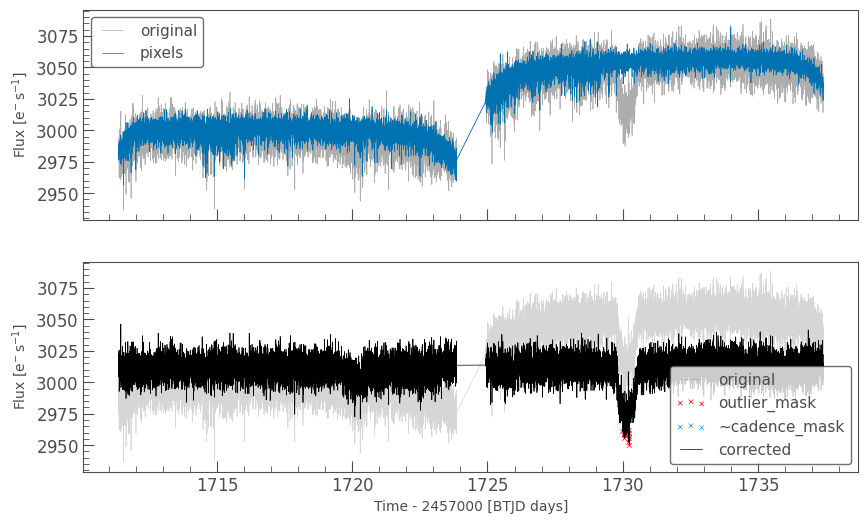 3075
3050
3025
3000
2975
2950
Flux [e⁻ s⁻¹]
original
pixels
3075
3050
3025
3000
2975
2950
Flux [e⁻ s⁻¹]
original
outlier_mask
~cadence_mask
corrected
1715
1720
1725
1730
1735
Time - 2457000 [BTJD days]